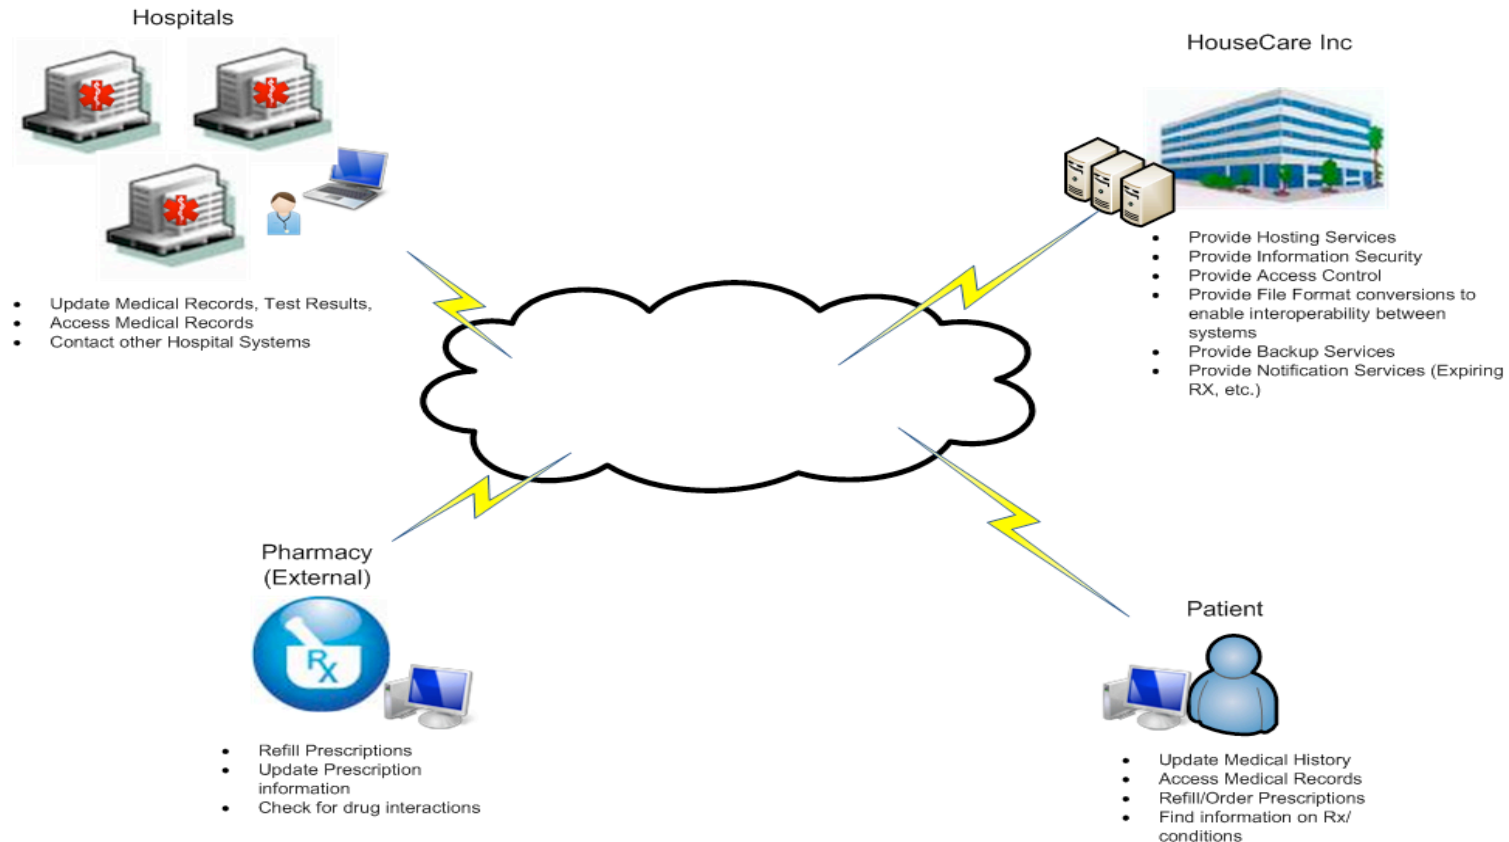 Hospitals
• Update Medical Records, Test Results,
• Access Medical Records
• Contact other Hospital Systems
HouseCare Inc
• Provide Hosting Services
• Provide Information Security
• Provide Access Control
• Provide File Format conversions to
enable interoperability between
systems
• Provide Backup Services
• Provide Notification Services (Expiring
RX, etc.)
Pharmacy
(External)
Rx
• Refill Prescriptions
• Update Prescription
information
• Check for drug interactions
Patient
• Update Medical History
• Access Medical Records
• Refill/Order Prescriptions
• Find information on Rx/
conditions